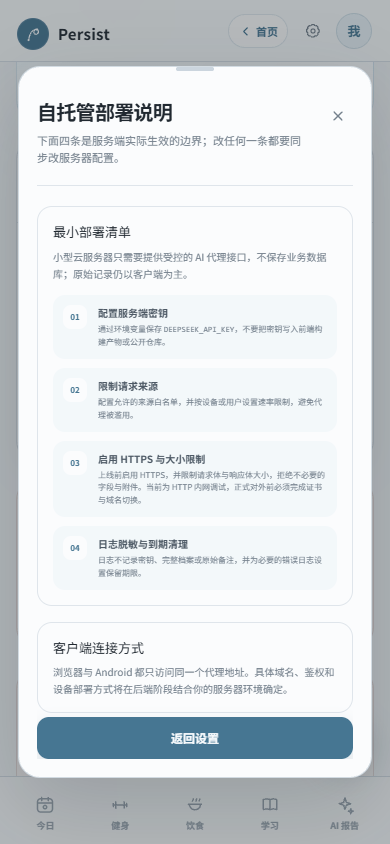 Persist
首页
我
自托管部署说明
下面四条是服务端实际生效的边界；改任何一条都要同
步改服务器配置。
最小部署清单
小型云服务器只需要提供受控的 AI 代理接口，不保存业务数据
库；原始记录仍以客户端为主。
01
配置服务端密钥
通过环境变量保存 DEEPSEEK_API_KEY，不要把密钥写入前端构
建产物或公开仓库。
02
限制请求来源
配置允许的来源白名单，并按设备或用户设置速率限制，避免代
理被滥用。
03
启用 HTTPS 与大小限制
上线前启用 HTTPS，并限制请求体与响应体大小，拒绝不必要的
字段与附件。当前为 HTTP 内网调试，正式对外前必须完成证书
与域名切换。
04
日志脱敏与到期清理
日志不记录密钥、完整档案或原始备注，并为必要的错误日志设
置保留期限。
客户端连接方式
浏览器与 Android 都只访问同一个代理地址。具体域名、鉴权和
设备部署方式将在后端阶段结合你的服务器环境确定。
返回设置
今日
健身
饮食
学习
AI 报告